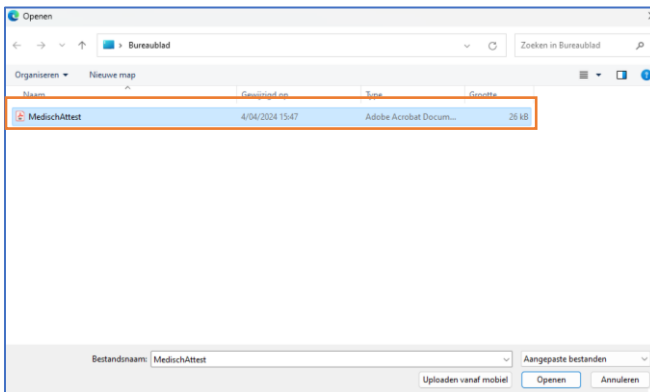 Openen
Bureaublad
Zoeken in Bureaublad
Organiseren
Nieuwe map
Naam Gewijzigd op Type Grootte
MedischAttest 4/04/2024 15:47 Adobe Acrobat Docum... 26 kB
Bestandsnaam: MedischAttest Aangepaste bestanden
Uploaden vanaf mobiel Openen Annuleren